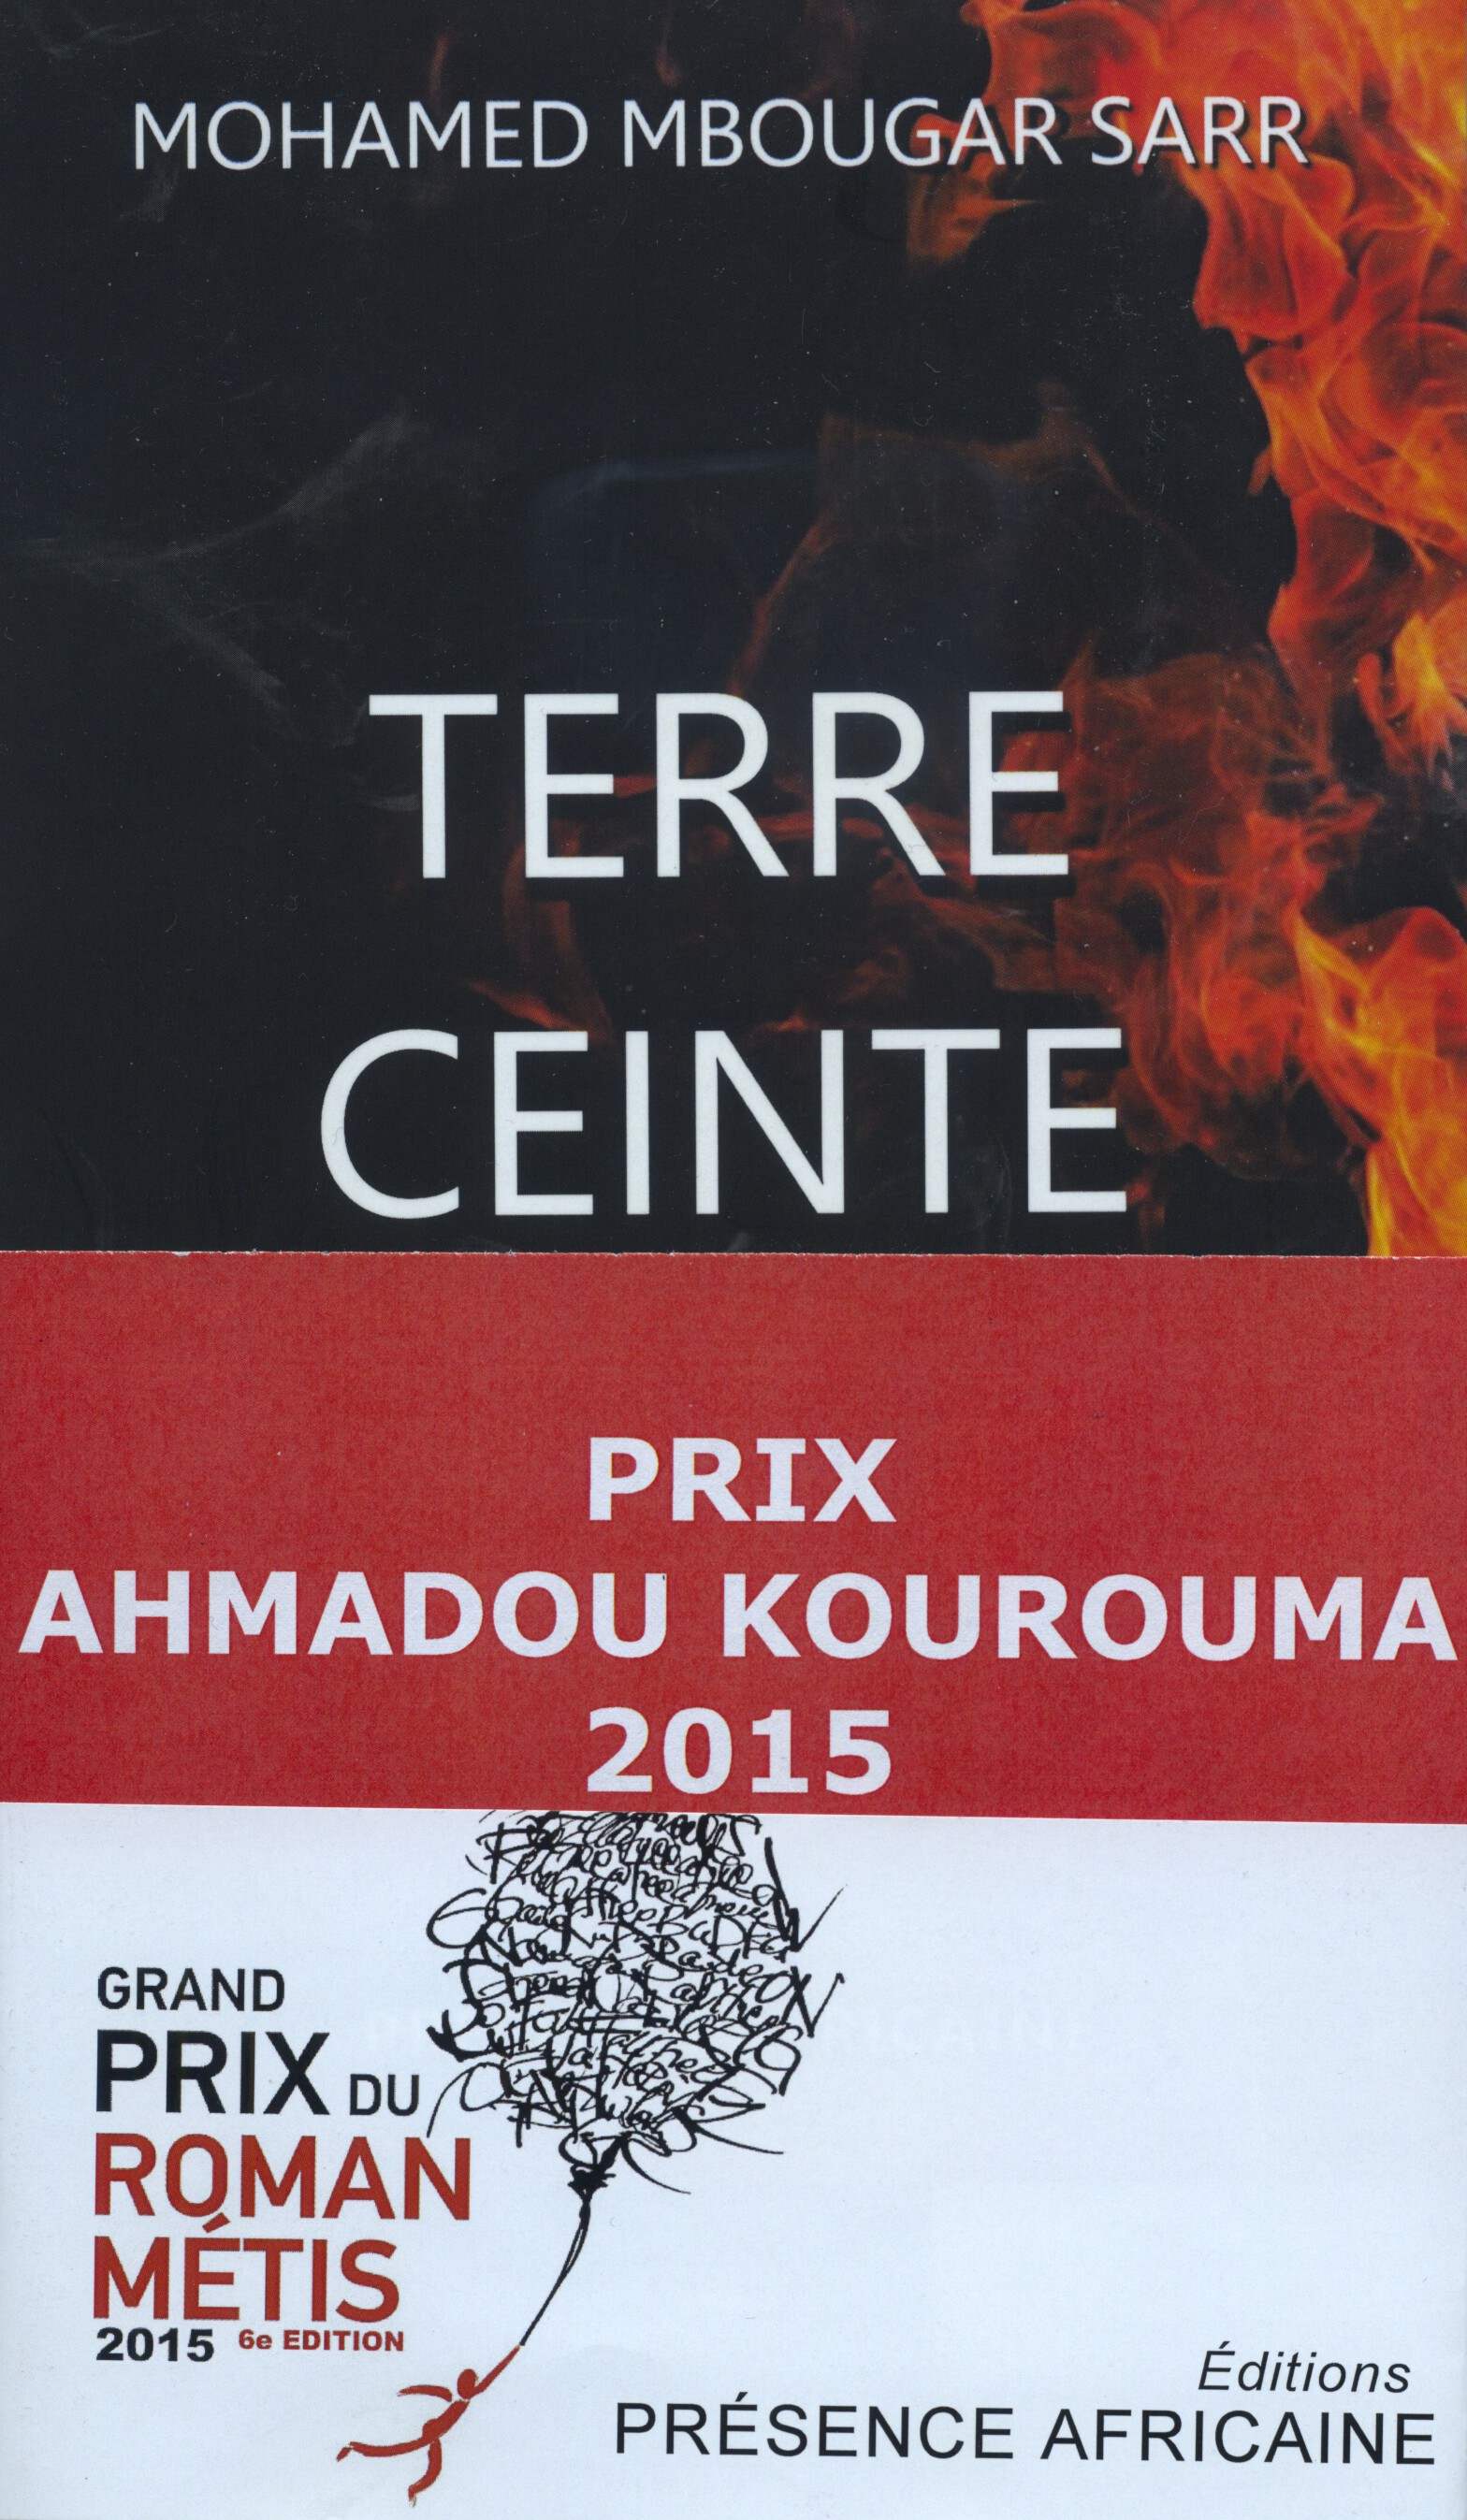 MOHAMED MBOUGAR SARR
TERRE
CEINTE
PRIX
AHMADOU KOUROUMA
2015
GRAND
PRIX DU
ROMAN
MÉTIS
2015 6e EDITION
Éditions
PRÉSENCE AFRICAINE